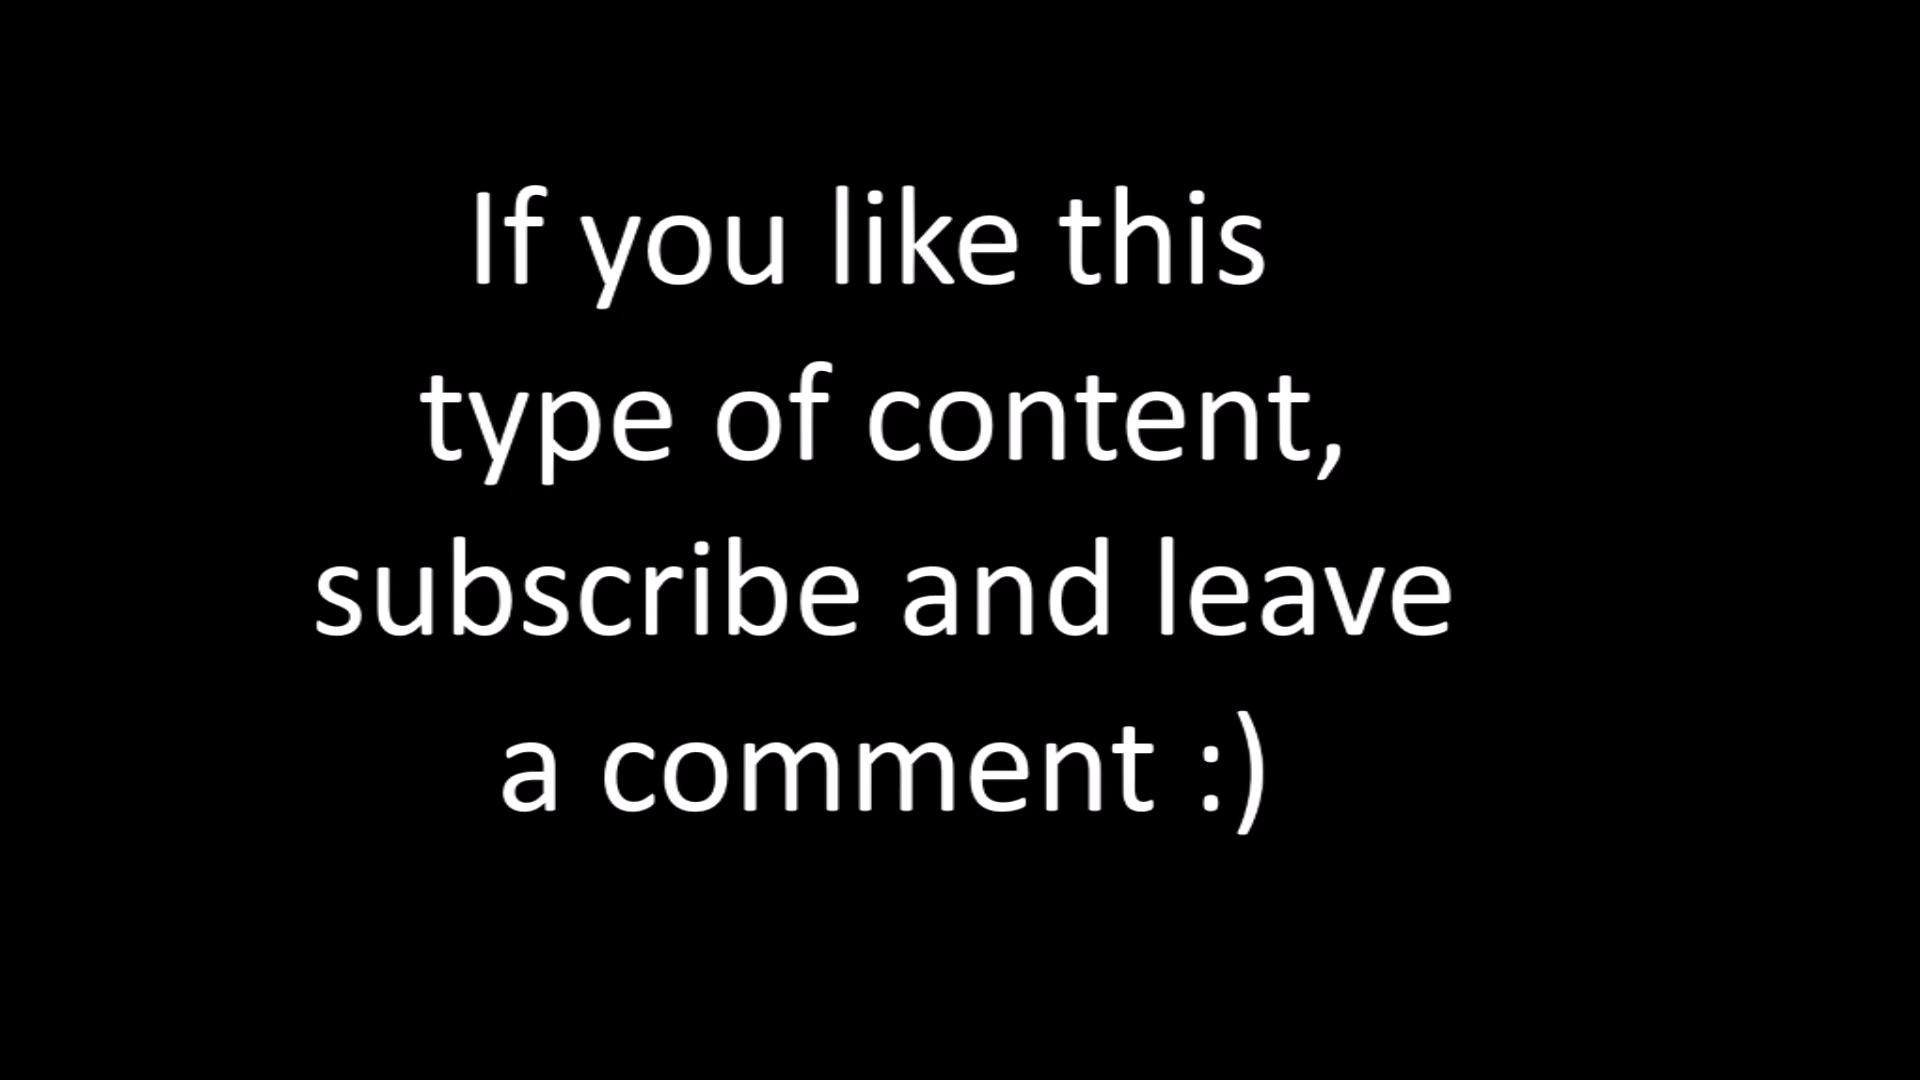 If you like this
type of content,
subscribe and leave
a comment :)